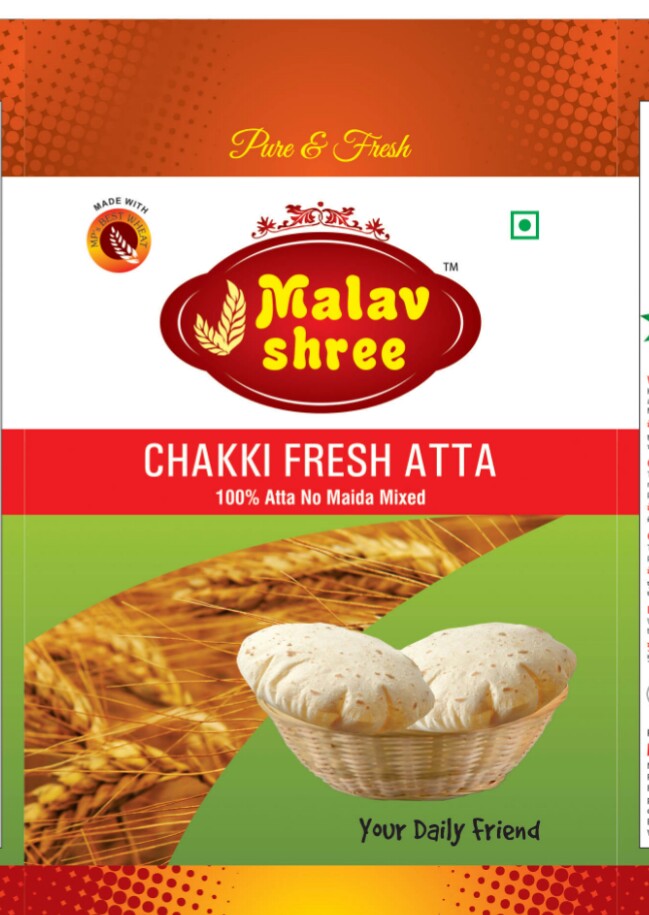 Pure & Fresh
MADE WITH
MP's BEST WHEAT
Malav
shree
TM
CHAKKI FRESH ATTA
100% Atta No Maida Mixed
Your Daily Friend